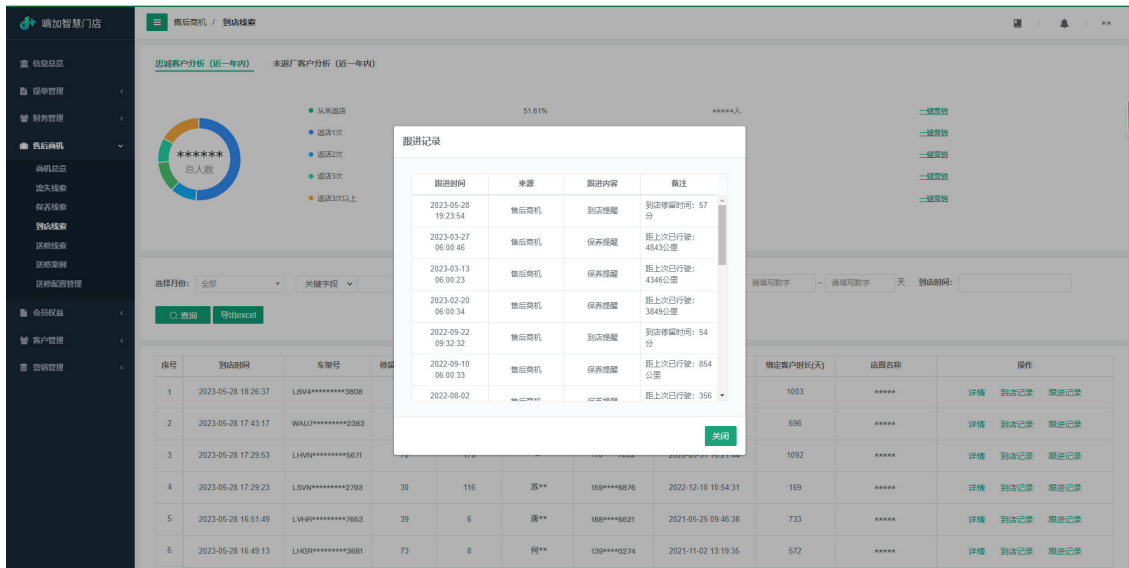 嘀加智慧门店
售后商机 / 到店线索
**
信息总览
提单管理
财务管理
售后商机
商机总览
流失线索
保养线索
到店线索
送修线索
送修案例
送修配置管理
会员权益
客户管理
营销管理
忠诚客户分析（近一年内） 未返厂客户分析（近一年内）
******
总人数
从未返店 51.61% *****人 一键营销
返店1次 一键营销
返店2次 一键营销
返店3次 一键营销
返店3次以上 一键营销
选择月份: 全部 关键字段 请填写数字 – 请填写数字 天 到店时间:
查询 导出excel
跟进记录
跟进时间 来源 跟进内容 备注
2023-05-28 19:23:54 售后商机 到店提醒 到店停留时间：57分
2023-03-27 06:00:46 售后商机 保养提醒 距上次已行驶：4843公里
2023-03-13 06:00:23 售后商机 保养提醒 距上次已行驶：4346公里
2023-02-20 06:00:34 售后商机 保养提醒 距上次已行驶：3849公里
2022-09-22 09:32:32 售后商机 到店提醒 到店停留时间：54分
2022-09-10 06:00:33 售后商机 保养提醒 距上次已行驶：854公里
2022-08-02 距上次已行驶：356
关闭
序号 到店时间 车架号 绑定客户时长(天) 店面名称 操作
1 2023-05-28 18:26:37 LBV4*********3808 1003 ***** 详情 到店记录 跟进记录
2 2023-05-28 17:43:17 WAU7*********2383 696 ***** 详情 到店记录 跟进记录
3 2023-05-28 17:29:53 LHVN*********5671 1092 ***** 详情 到店记录 跟进记录
4 2023-05-28 17:29:23 LSVN*********2793 30 116 苏** 159****6876 2022-12-10 10:54:31 169 ***** 详情 到店记录 跟进记录
5 2023-05-28 16:51:49 LVHR*********7653 39 6 唐** 188****6621 2021-05-25 09:46:38 733 ***** 详情 到店记录 跟进记录
6 2023-05-28 16:49:13 LHGR*********3681 73 8 何** 139****0274 2021-11-02 13:19:35 572 ***** 详情 到店记录 跟进记录